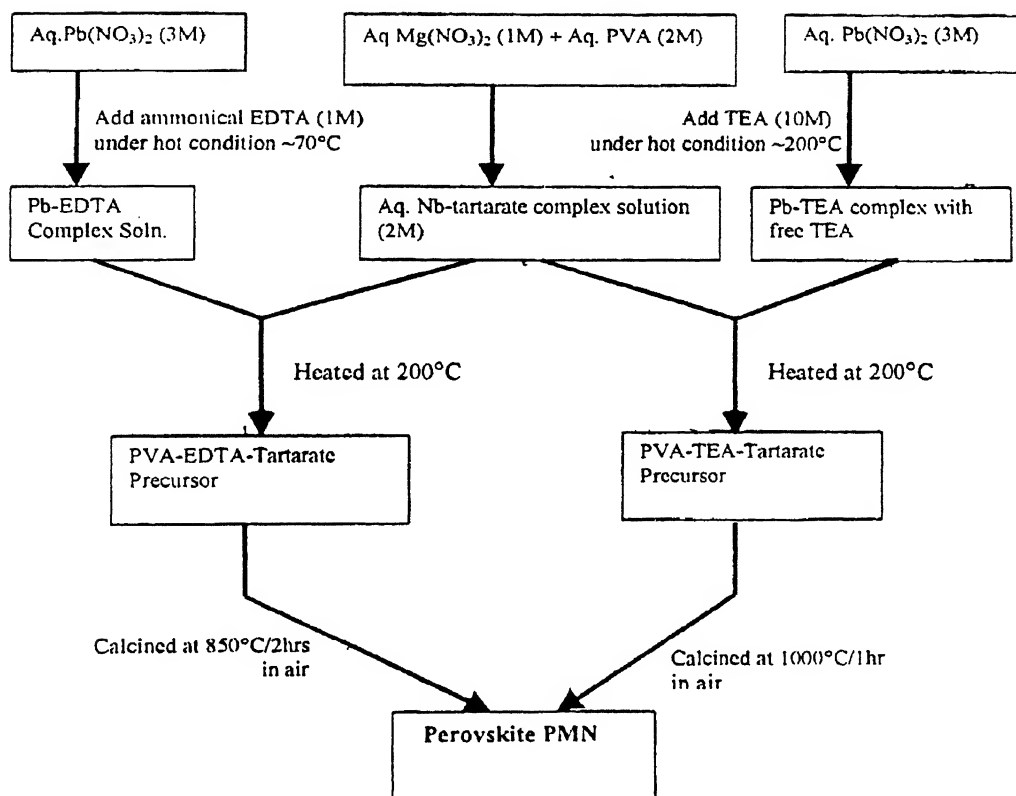 Aq.Pb(NO₃)₂ (3M)
Aq Mg(NO₃)₂ (1M) + Aq. PVA (2M)
Aq. Pb(NO₃)₂ (3M)
Add ammonical EDTA (1M)
under hot condition ~70°C
Add TEA (10M)
under hot condition ~200°C
Pb-EDTA
Complex Soln.
Aq. Nb-tartarate complex solution
(2M)
Pb-TEA complex with
free TEA
Heated at 200°C
Heated at 200°C
PVA-EDTA-Tartarate
Precursor
PVA-TEA-Tartarate
Precursor
Calcined at 850°C/2hrs
in air
Calcined at 1000°C/1hr
in air
Perovskite PMN